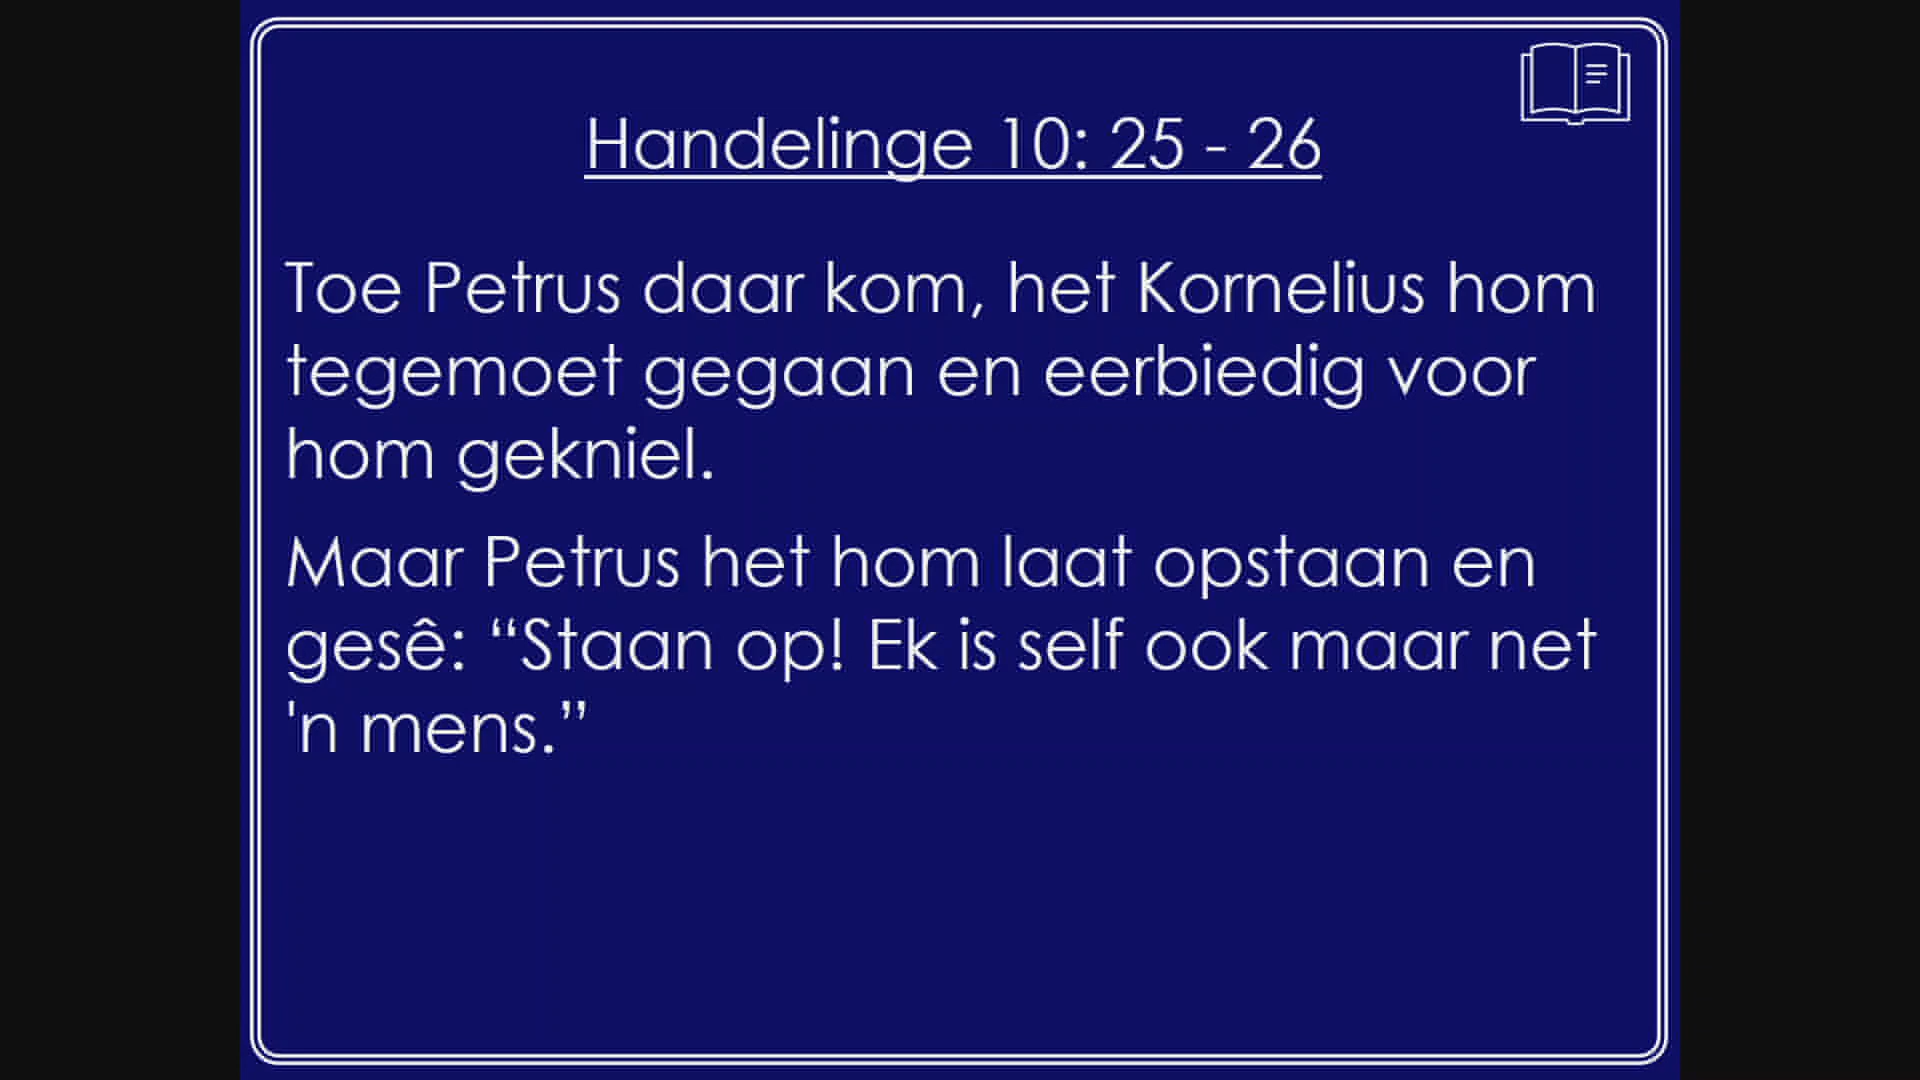 Handelinge 10: 25 - 26
Toe Petrus daar kom, het Kornelius hom
tegemoet gegaan en eerbiedig voor
hom gekniel.
Maar Petrus het hom laat opstaan en
gesê: “Staan op! Ek is self ook maar net
'n mens.”